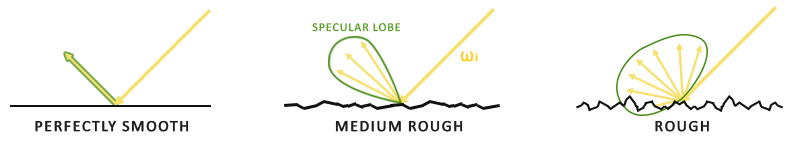 SPECULAR LOBE
ωi
PERFECTLY SMOOTH
MEDIUM ROUGH
ROUGH